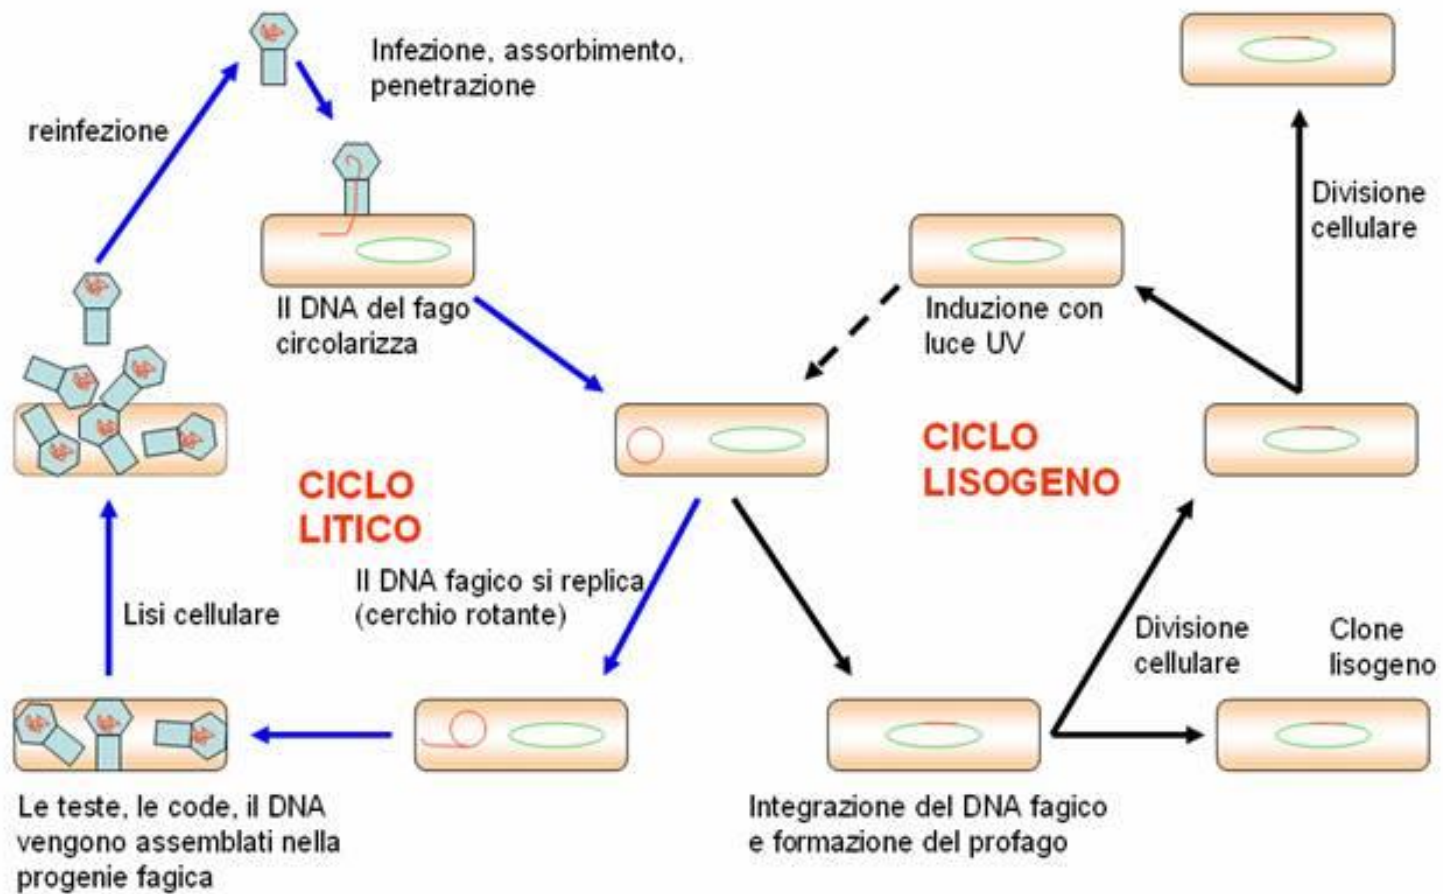 Infezione, assorbimento,
penetrazione
reinfezione
Il DNA del fago
circolarizza
Divisione
cellulare
Induzione con
luce UV
CICLO
LITICO
CICLO
LISOGENO
Il DNA fagico si replica
(cerchio rotante)
Lisi cellulare
Divisione
cellulare
Clone
lisogeno
Le teste, le code, il DNA
vengono assemblati nella
progenie fagica
Integrazione del DNA fagico
e formazione del profago